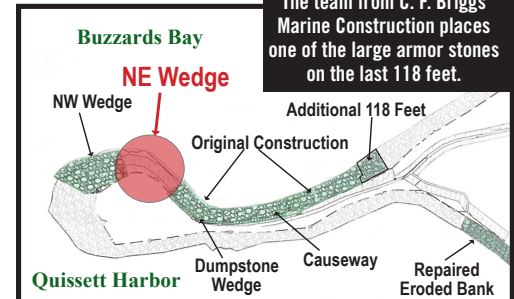 The team from C. F. Briggs
Marine Construction places
one of the large armor stones
on the last 118 feet.
Buzzards Bay
NE Wedge
NW Wedge
Additional 118 Feet
Original Construction
Dumpstone
Wedge
Causeway
Repaired
Eroded Bank
Quissett Harbor